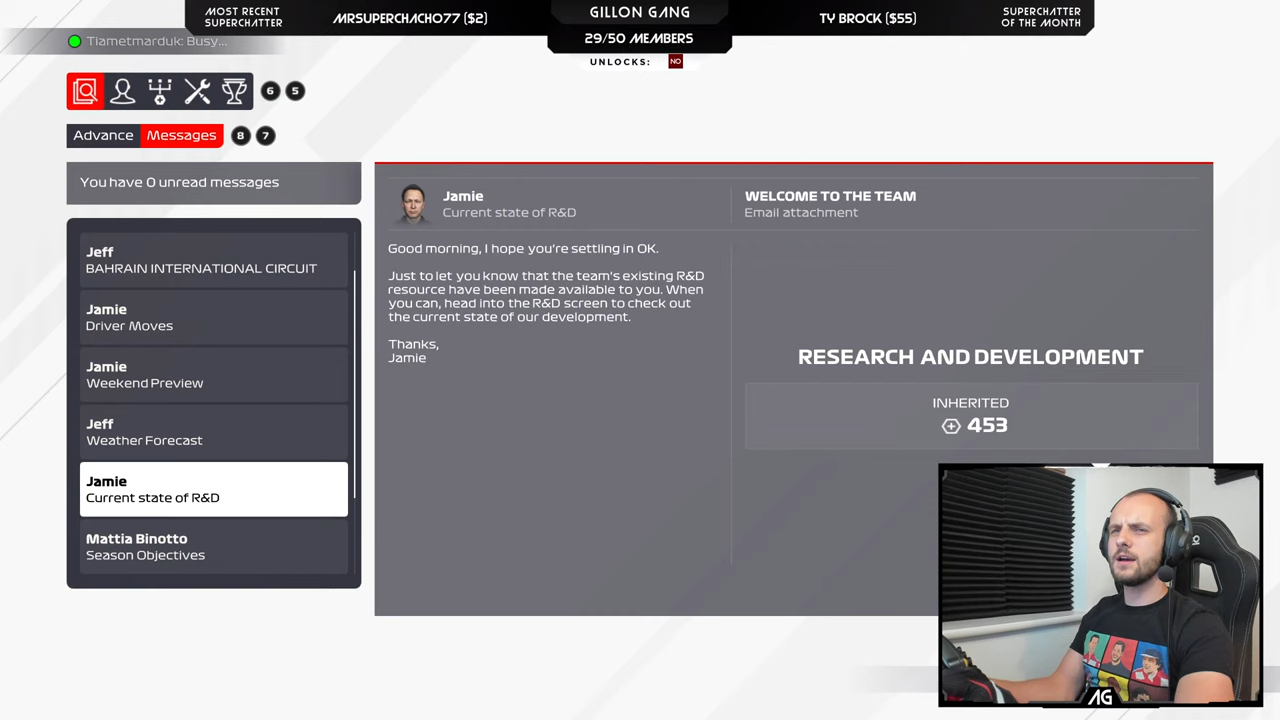 MOST RECENT
SUPERCHATTER
MRSUPERCHACHO77 ($2)
GILLON GANG
29/50 MEMBERS
UNLOCKS: NO
TY BROCK ($55)
SUPERCHATTER
OF THE MONTH
Tiametmarduk: Busy...
6 5
Advance Messages 8 7
You have 0 unread messages
Jeff
BAHRAIN INTERNATIONAL CIRCUIT
Jamie
Driver Moves
Jamie
Weekend Preview
Jeff
Weather Forecast
Jamie
Current state of R&D
Mattia Binotto
Season Objectives
Jamie
Current state of R&D
Good morning, I hope you're settling in OK.
Just to let you know that the team's existing R&D
resource have been made available to you. When
you can, head into the R&D screen to check out
the current state of our development.
Thanks,
Jamie
WELCOME TO THE TEAM
Email attachment
RESEARCH AND DEVELOPMENT
INHERITED
453
AG